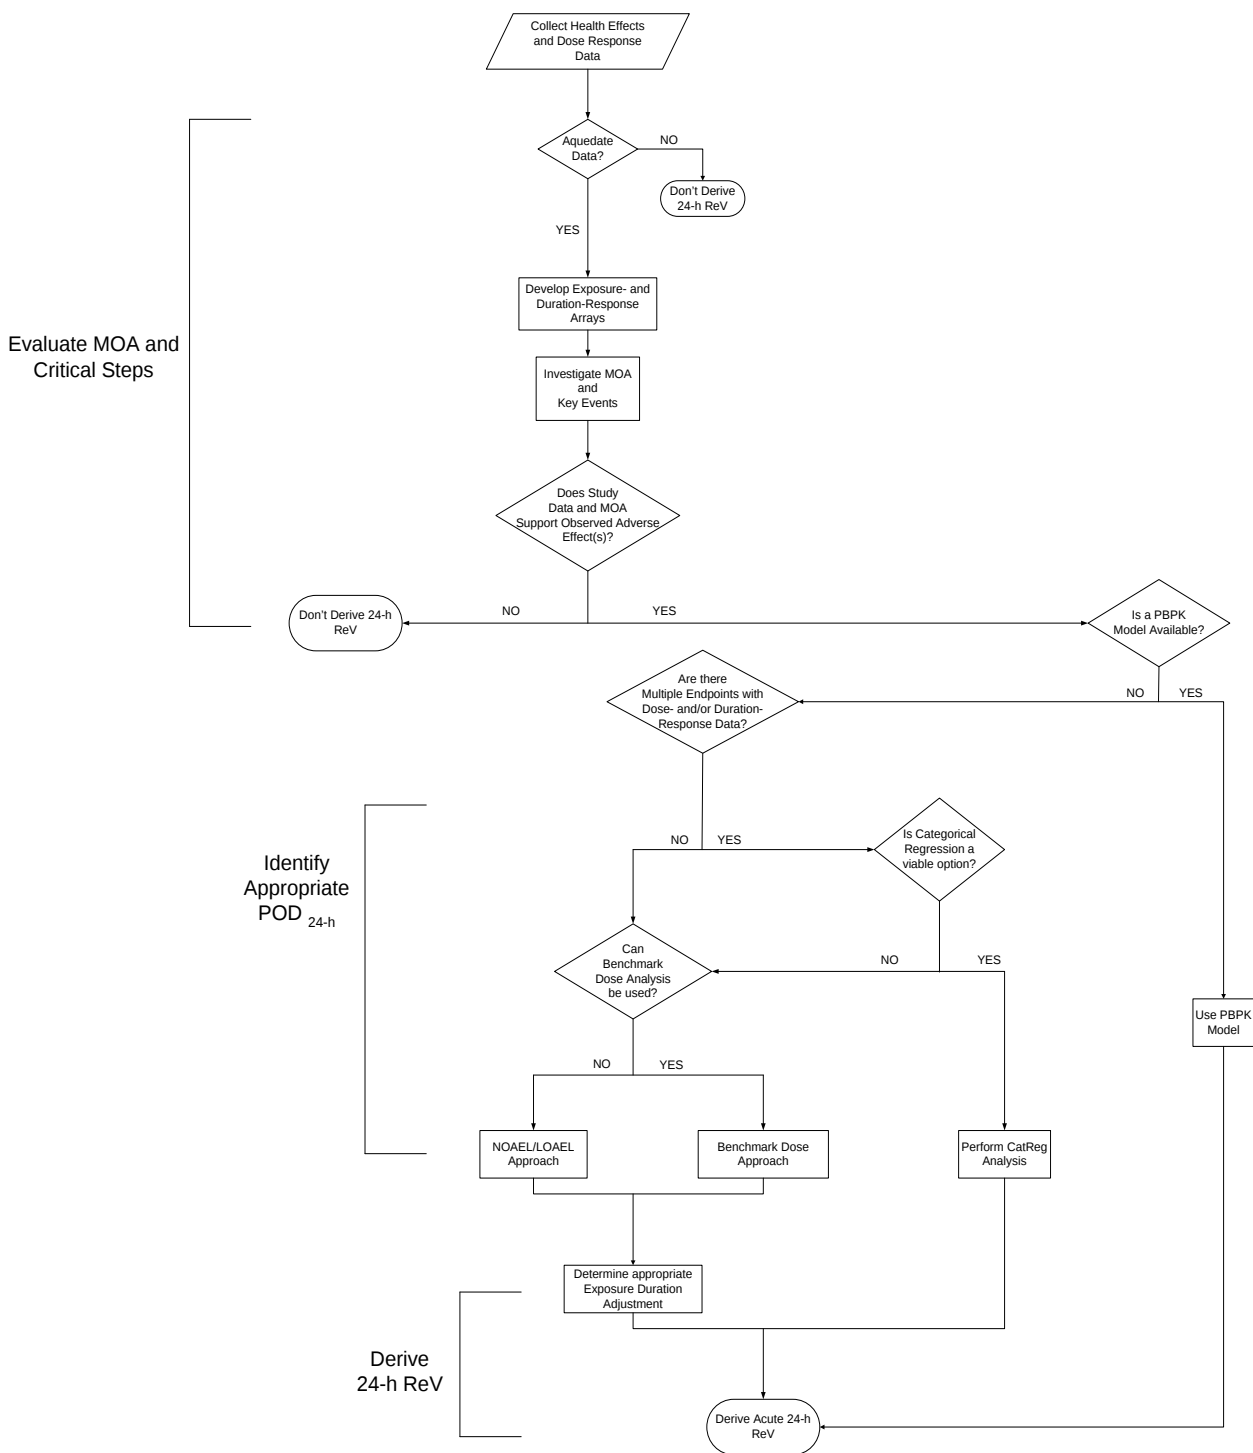 Collect Health Effects
and Dose Response
Data
Aquedate
Data?
NO
Don't Derive
24-h ReV
YES
Develop Exposure- and
Duration-Response
Arrays
Evaluate MOA and
Critical Steps
Investigate MOA
and
Key Events
Does Study
Data and MOA
Support Observed Adverse
Effect(s)?
Don't Derive 24-h
ReV
NO
YES
Is a PBPK
Model Available?
Are there
Multiple Endpoints with
Dose- and/or Duration-
Response Data?
NO
YES
NO
YES
Is Categorical
Regression a
viable option?
Identify
Appropriate
POD 24-h
Can
Benchmark
Dose Analysis
be used?
NO
YES
Use PBPK
Model
NO
YES
NOAEL/LOAEL
Approach
Benchmark Dose
Approach
Perform CatReg
Analysis
Determine appropriate
Exposure Duration
Adjustment
Derive
24-h ReV
Derive Acute 24-h
ReV